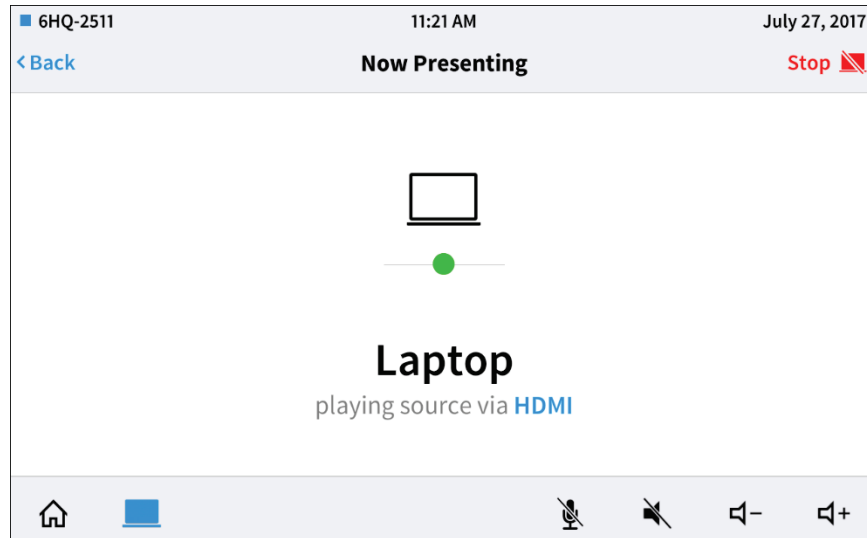 6HQ-2511 11:21 AM July 27, 2017
< Back Now Presenting Stop
Laptop
playing source via HDMI